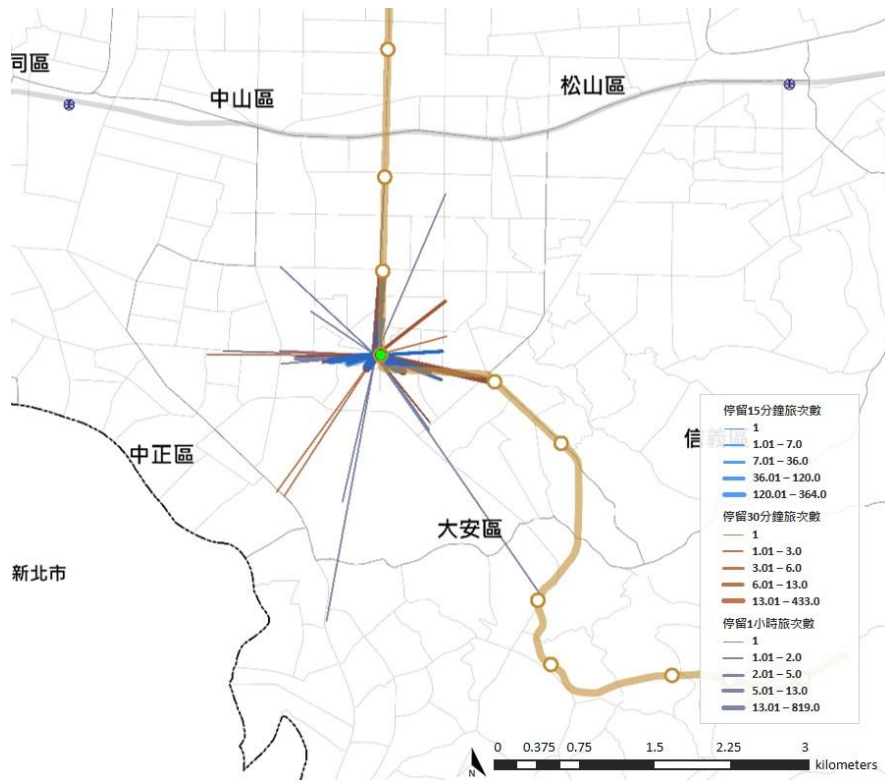 同區
中山區
松山區
中正區
信義區
大安區
新北市
停留15分鐘旅次數
1
1.01 – 7.0
7.01 – 36.0
36.01 – 120.0
120.01 – 364.0
停留30分鐘旅次數
1
1.01 – 3.0
3.01 – 6.0
6.01 – 13.0
13.01 – 433.0
停留1小時旅次數
1
1.01 – 2.0
2.01 – 5.0
5.01 – 13.0
13.01 – 819.0
N
0 0.375 0.75 1.5 2.25 3
kilometers